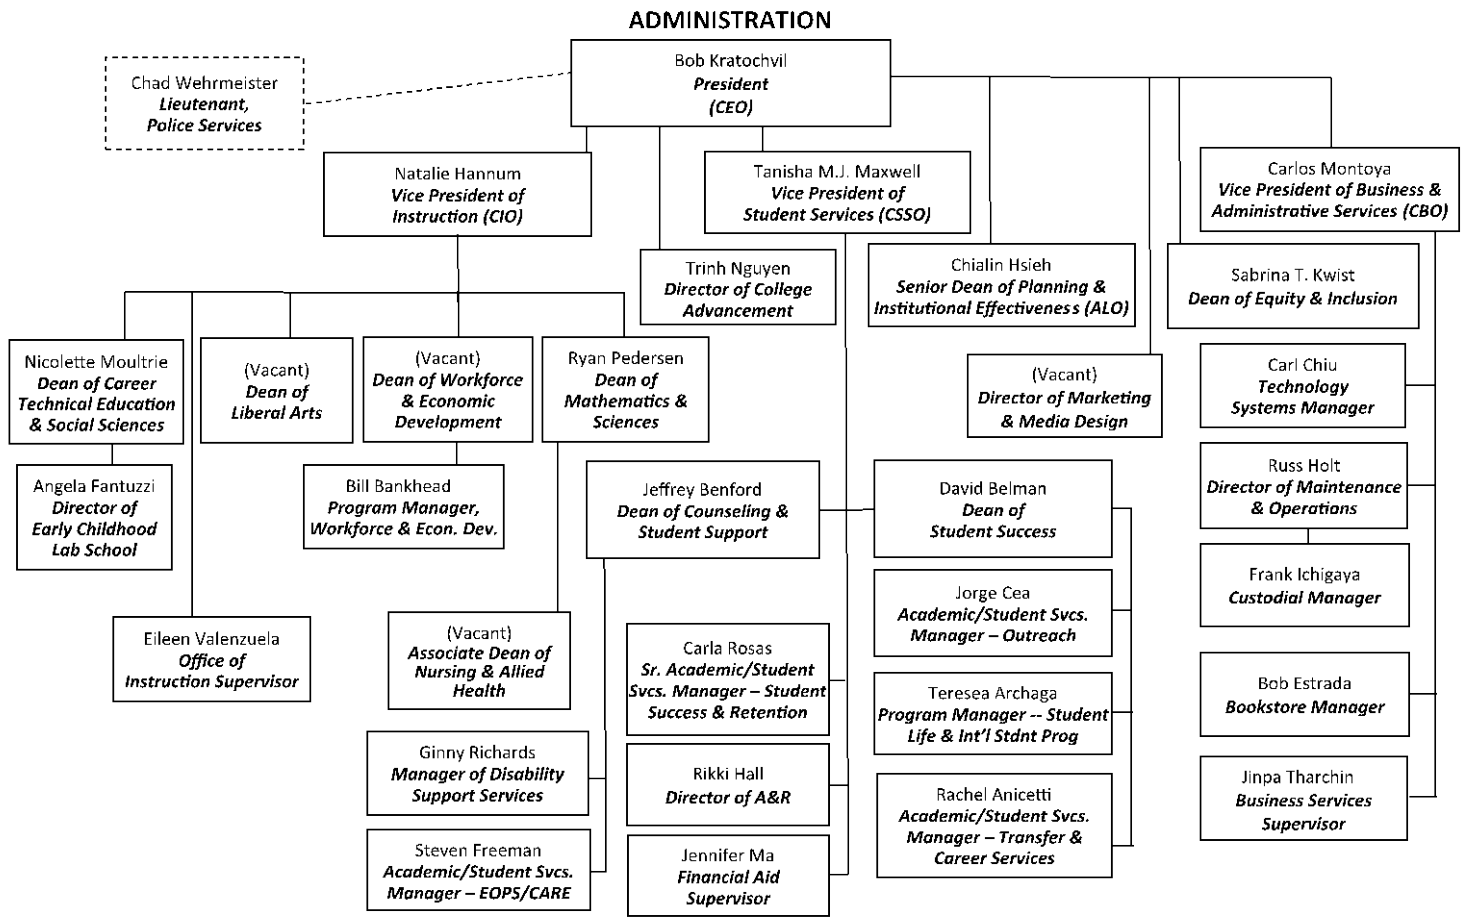 ADMINISTRATION
Bob Kratochvil
President
(CEO)
Chad Wehrmeister
Lieutenant,
Police Services
Natalie Hannum
Vice President of
Instruction (CIO)
Tanisha M.J. Maxwell
Vice President of
Student Services (CSSO)
Carlos Montoya
Vice President of Business &
Administrative Services (CBO)
Trinh Nguyen
Director of College
Advancement
Chialin Hsieh
Senior Dean of Planning &
Institutional Effectiveness (ALO)
Sabrina T. Kwist
Dean of Equity & Inclusion
Nicolette Moultrie
Dean of Career
Technical Education
& Social Sciences
(Vacant)
Dean of
Liberal Arts
(Vacant)
Dean of Workforce
& Economic
Development
Ryan Pedersen
Dean of
Mathematics &
Sciences
(Vacant)
Director of Marketing
& Media Design
Carl Chiu
Technology
Systems Manager
Angela Fantuzzi
Director of
Early Childhood
Lab School
Bill Bankhead
Program Manager,
Workforce & Econ. Dev.
Jeffrey Benford
Dean of Counseling &
Student Support
David Belman
Dean of
Student Success
Russ Holt
Director of Maintenance
& Operations
Eileen Valenzuela
Office of
Instruction Supervisor
(Vacant)
Associate Dean of
Nursing & Allied
Health
Carla Rosas
Sr. Academic/Student
Svcs. Manager – Student
Success & Retention
Jorge Cea
Academic/Student Svcs.
Manager – Outreach
Frank Ichigaya
Custodial Manager
Teresea Archaga
Program Manager -- Student
Life & Int'l Stdnt Prog
Bob Estrada
Bookstore Manager
Ginny Richards
Manager of Disability
Support Services
Rikki Hall
Director of A&R
Rachel Anicetti
Academic/Student Svcs.
Manager – Transfer &
Career Services
Jinpa Tharchin
Business Services
Supervisor
Steven Freeman
Academic/Student Svcs.
Manager – EOPS/CARE
Jennifer Ma
Financial Aid
Supervisor